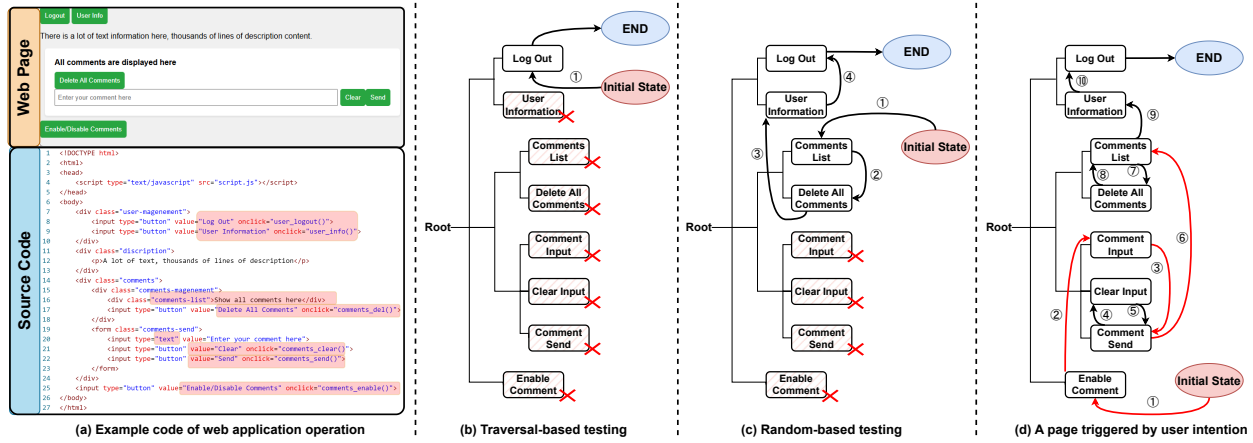 Web Page
Logout
User Info
There is a lot of text information here, thousands of lines of description content.
All comments are displayed here
Delete All Comments
Enter your comment here
Clear
Send
Enable/Disable Comments
Source Code
1 <!DOCTYPE html>
2 <html>
3 <head>
4 <script type="text/javascript" src="script.js"></script>
5 </head>
6 <body>
7 <div class="user-magenement">
8 <input type="button" value="Log Out" onclick="user_logout()">
9 <input type="button" value="User Information" onclick="user_info()">
10 </div>
11 <div class="discription">
12 <p>A lot of text, thousands of lines of description</p>
13 </div>
14 <div class="comments">
15 <div class="comments-magenement">
16 <div class="comments-list">Show all comments here</div>
17 <input type="button" value="Delete All Comments" onclick="comments_del()">
18 </div>
19 <form class="comments-send">
20 <input type="text" value="Enter your comment here">
21 <input type="button" value="Clear" onclick="comments_clear()">
22 <input type="button" value="Send" onclick="comments_send()">
23 </form>
24 </div>
25 <input type="button" value="Enable/Disable Comments" onclick="comments_enable()">
26 </body>
27 </html>
(a) Example code of web application operation
END
Log Out
①
Initial State
User
Information
Comments
List
Delete All
Comments
Root
Comment
Input
Clear Input
Comment
Send
Enable
Comment
(b) Traversal-based testing
END
Log Out
④
User
Information
①
Initial State
Comments
List
③
②
Delete All
Comments
Root
Comment
Input
Clear Input
Comment
Send
Enable
Comment
(c) Random-based testing
END
Log Out
⑩
User
Information
⑨
Comments
List
⑧
⑦
Delete All
Comments
Root
Comment
Input
⑥
③
Clear Input
②
④
⑤
Comment
Send
Enable
Comment
①
Initial State
(d) A page triggered by user intention